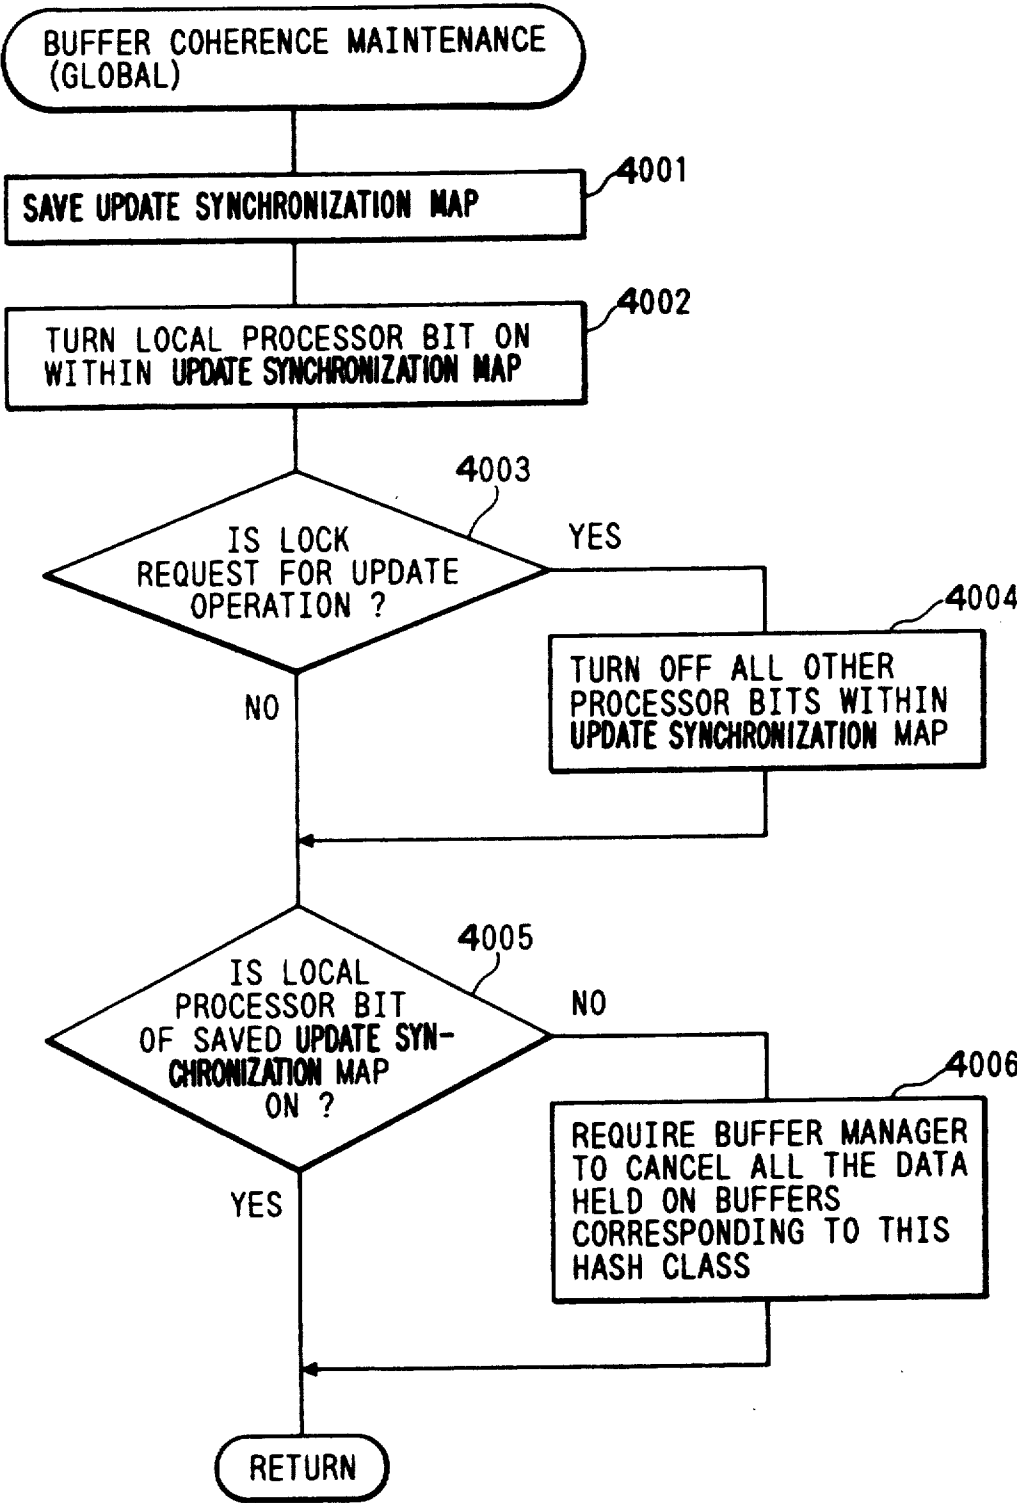 BUFFER COHERENCE MAINTENANCE
(GLOBAL)
4001
SAVE UPDATE SYNCHRONIZATION MAP
4002
TURN LOCAL PROCESSOR BIT ON
WITHIN UPDATE SYNCHRONIZATION MAP
4003
IS LOCK
REQUEST FOR UPDATE
OPERATION ?
YES
NO
4004
TURN OFF ALL OTHER
PROCESSOR BITS WITHIN
UPDATE SYNCHRONIZATION MAP
4005
IS LOCAL
PROCESSOR BIT
OF SAVED UPDATE SYN-
CHRONIZATION MAP
ON ?
NO
YES
4006
REQUIRE BUFFER MANAGER
TO CANCEL ALL THE DATA
HELD ON BUFFERS
CORRESPONDING TO THIS
HASH CLASS
RETURN